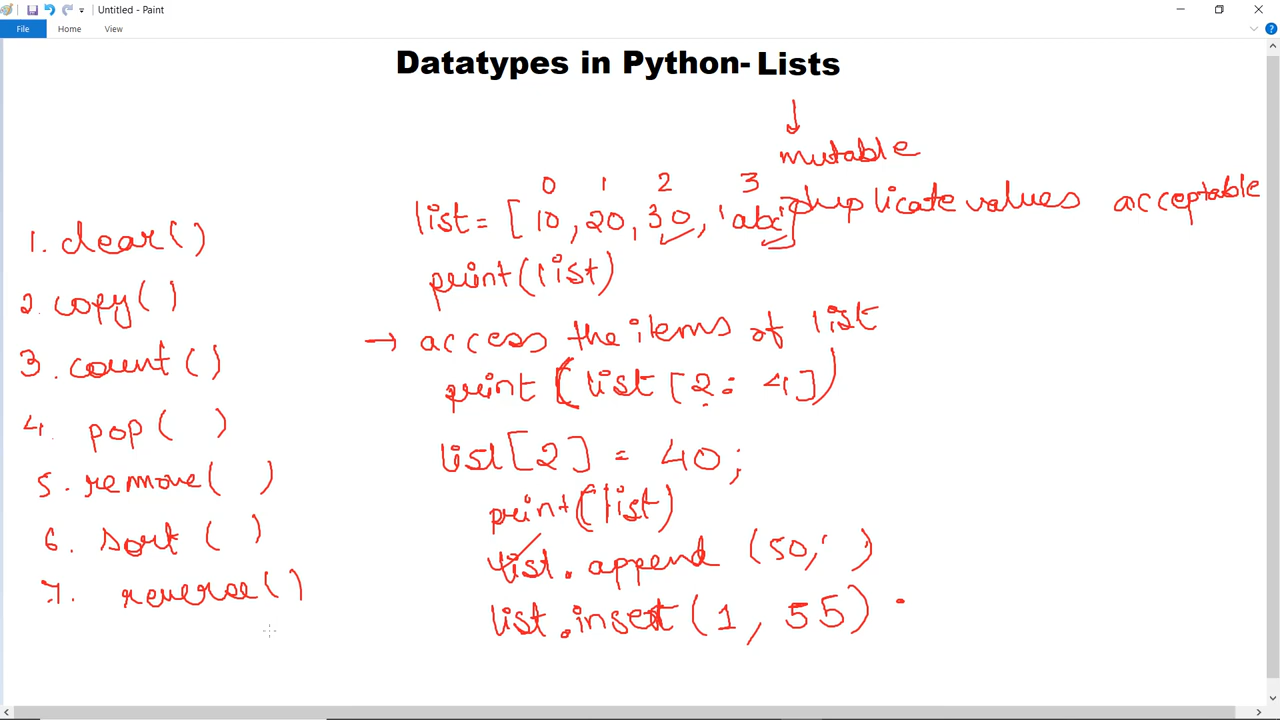 Untitled - Paint
File Home View
Datatypes in Python- Lists
mutable
duplicate values acceptable
0 1 2 3
list = [10, 20, 30, 'abc']
print(list)
→ access the items of list
print (list [2: 4])
list[2] = 40;
print(list)
list. append (50, ' )
list.insert (1, 55)
1. clear()
2. copy( )
3. count ( )
4. pop ( )
5. remove( )
6. sort ( )
7. reverse( )